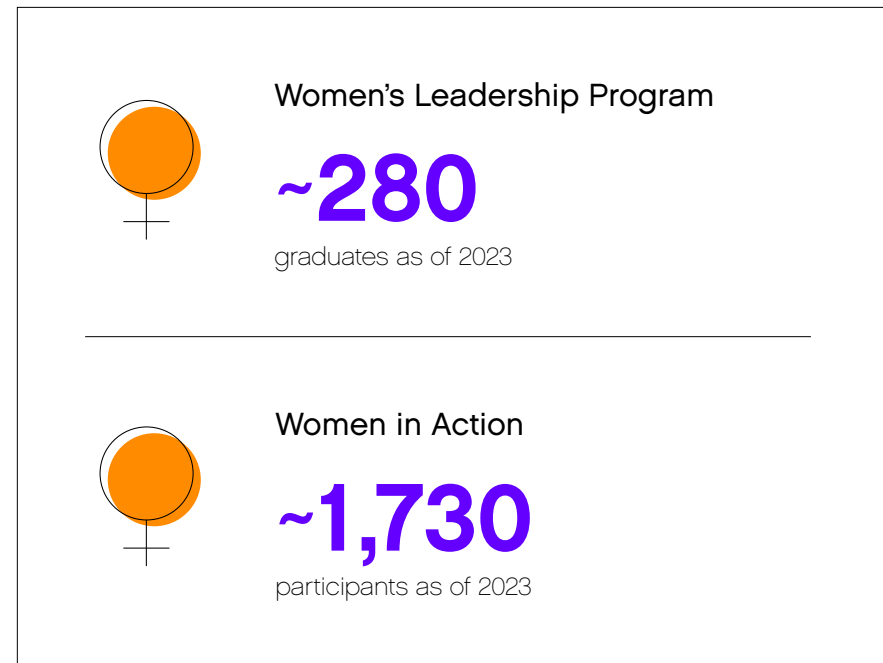 Women’s Leadership Program
~280
graduates as of 2023
Women in Action
~1,730
participants as of 2023